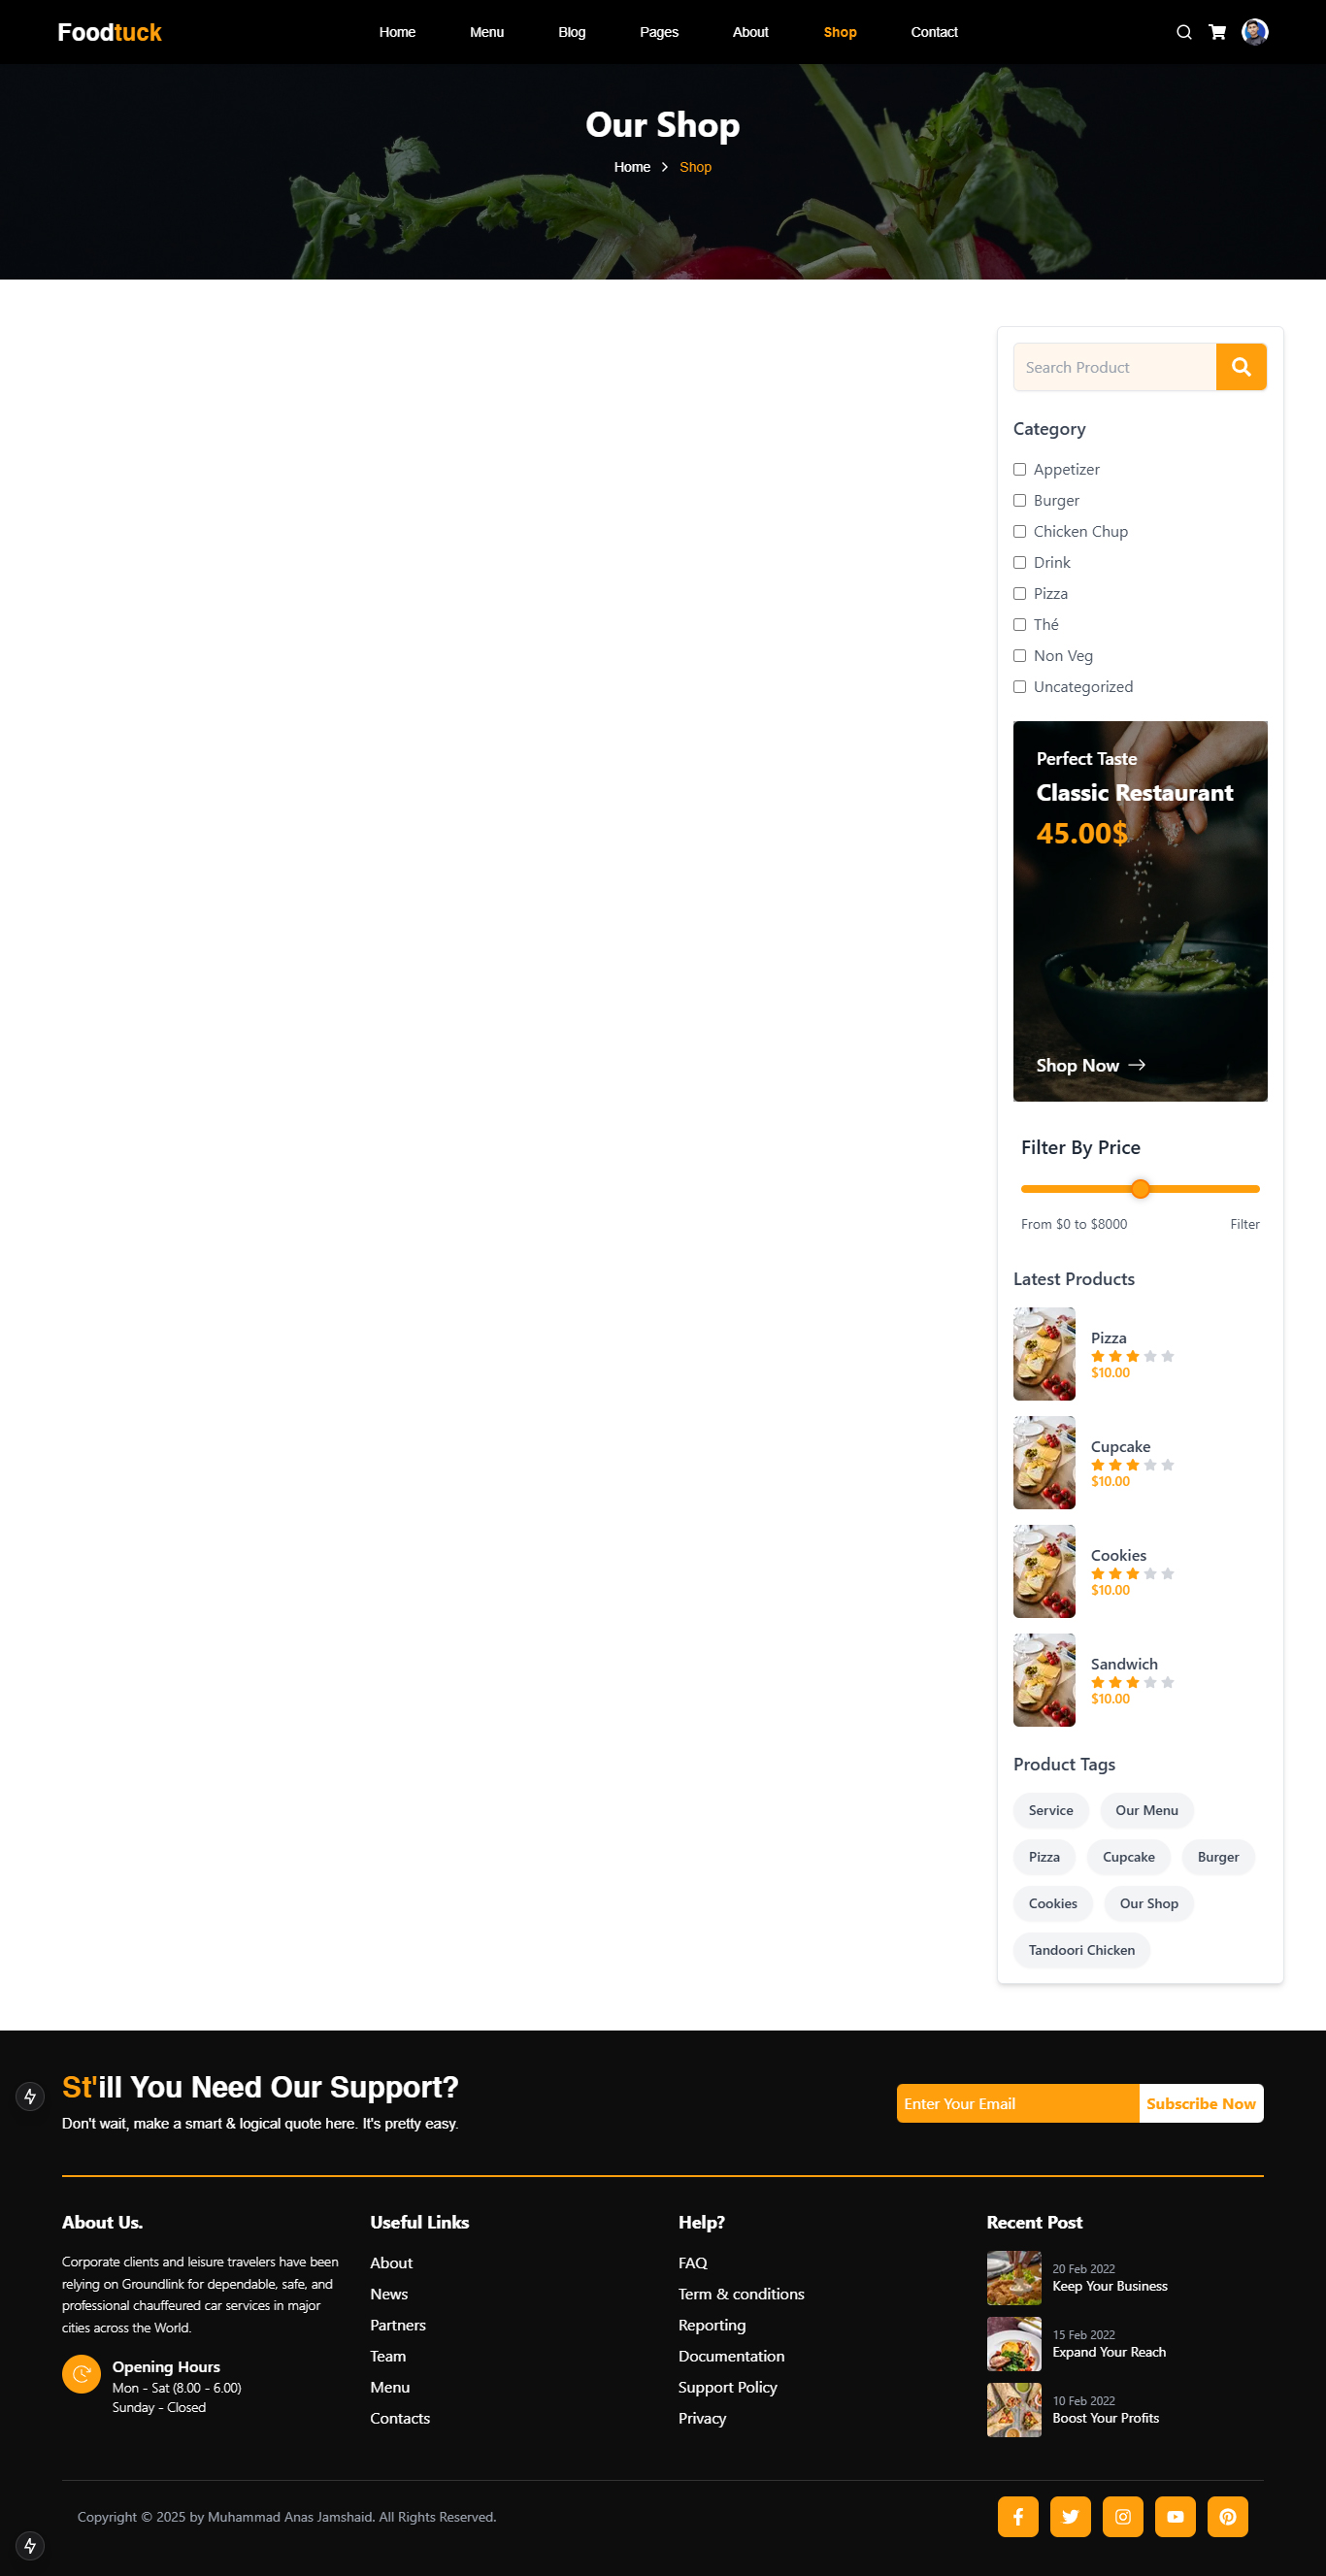 Foodtuck
Home Menu Blog Pages About Shop Contact
Our Shop
Home > Shop
Search Product
Category
Appetizer
Burger
Chicken Chup
Drink
Pizza
Thé
Non Veg
Uncategorized
Perfect Taste
Classic Restaurant
45.00$
Shop Now →
Filter By Price
From $0 to $8000 Filter
Latest Products
Pizza
$10.00
Cupcake
$10.00
Cookies
$10.00
Sandwich
$10.00
Product Tags
Service Our Menu
Pizza Cupcake Burger
Cookies Our Shop
Tandoori Chicken
St'ill You Need Our Support?
Don't wait, make a smart & logical quote here. It's pretty easy.
Enter Your Email Subscribe Now
About Us.
Corporate clients and leisure travelers have been
relying on Groundlink for dependable, safe, and
professional chauffeured car services in major
cities across the World.
Opening Hours
Mon - Sat (8.00 - 6.00)
Sunday - Closed
Useful Links
About
News
Partners
Team
Menu
Contacts
Help?
FAQ
Term & conditions
Reporting
Documentation
Support Policy
Privacy
Recent Post
20 Feb 2022
Keep Your Business
15 Feb 2022
Expand Your Reach
10 Feb 2022
Boost Your Profits
Copyright © 2025 by Muhammad Anas Jamshaid. All Rights Reserved.